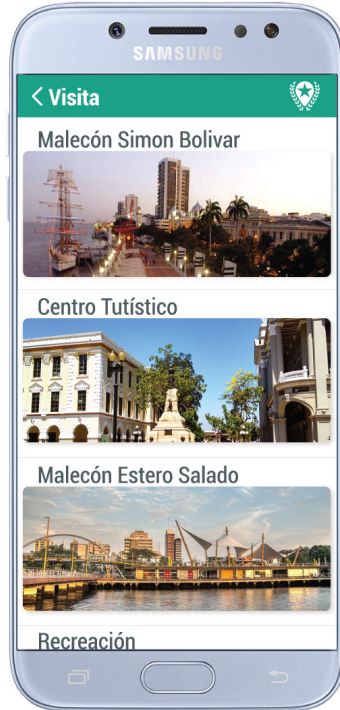 SAMSUNG
< Visita
Malecón Simon Bolivar
Centro Tutístico
Malecón Estero Salado
Recreación